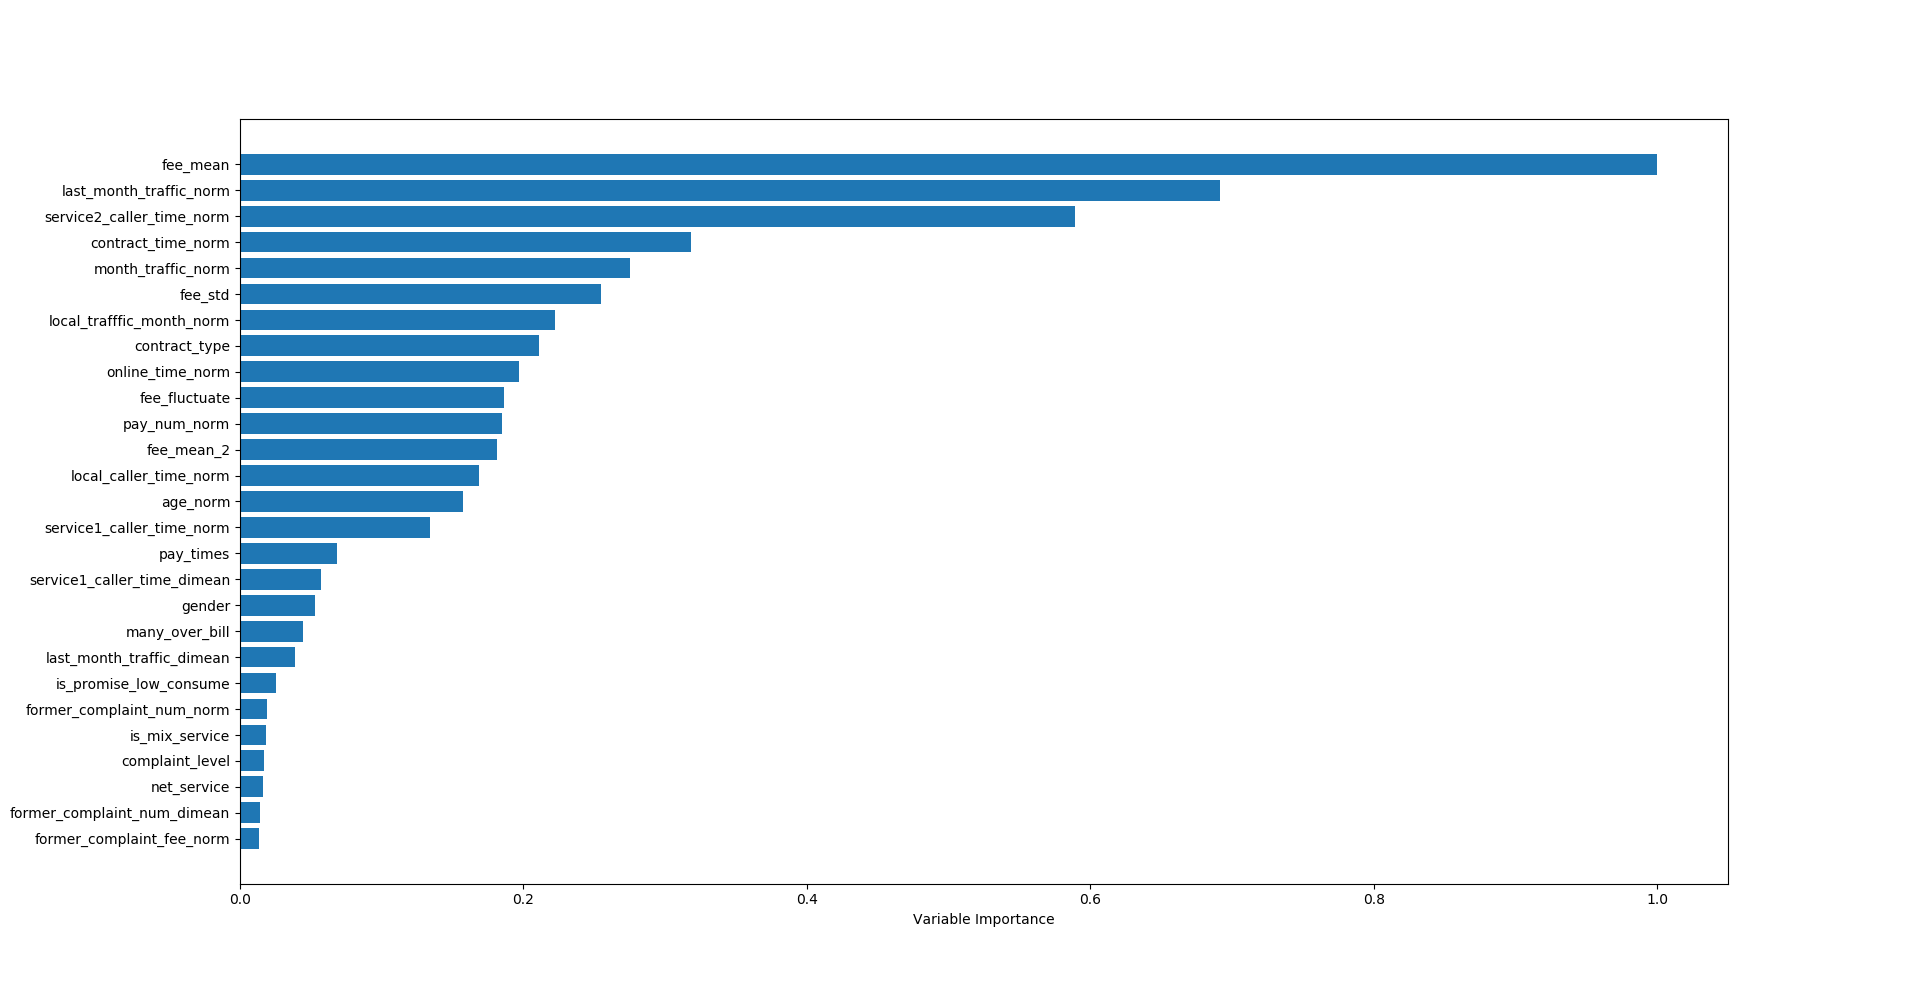 fee_mean
last_month_traffic_norm
service2_caller_time_norm
contract_time_norm
month_traffic_norm
fee_std
local_trafffic_month_norm
contract_type
online_time_norm
fee_fluctuate
pay_num_norm
fee_mean_2
local_caller_time_norm
age_norm
service1_caller_time_norm
pay_times
service1_caller_time_dimean
gender
many_over_bill
last_month_traffic_dimean
is_promise_low_consume
former_complaint_num_norm
is_mix_service
complaint_level
net_service
former_complaint_num_dimean
former_complaint_fee_norm
0.0 0.2 0.4 0.6 0.8 1.0
Variable Importance